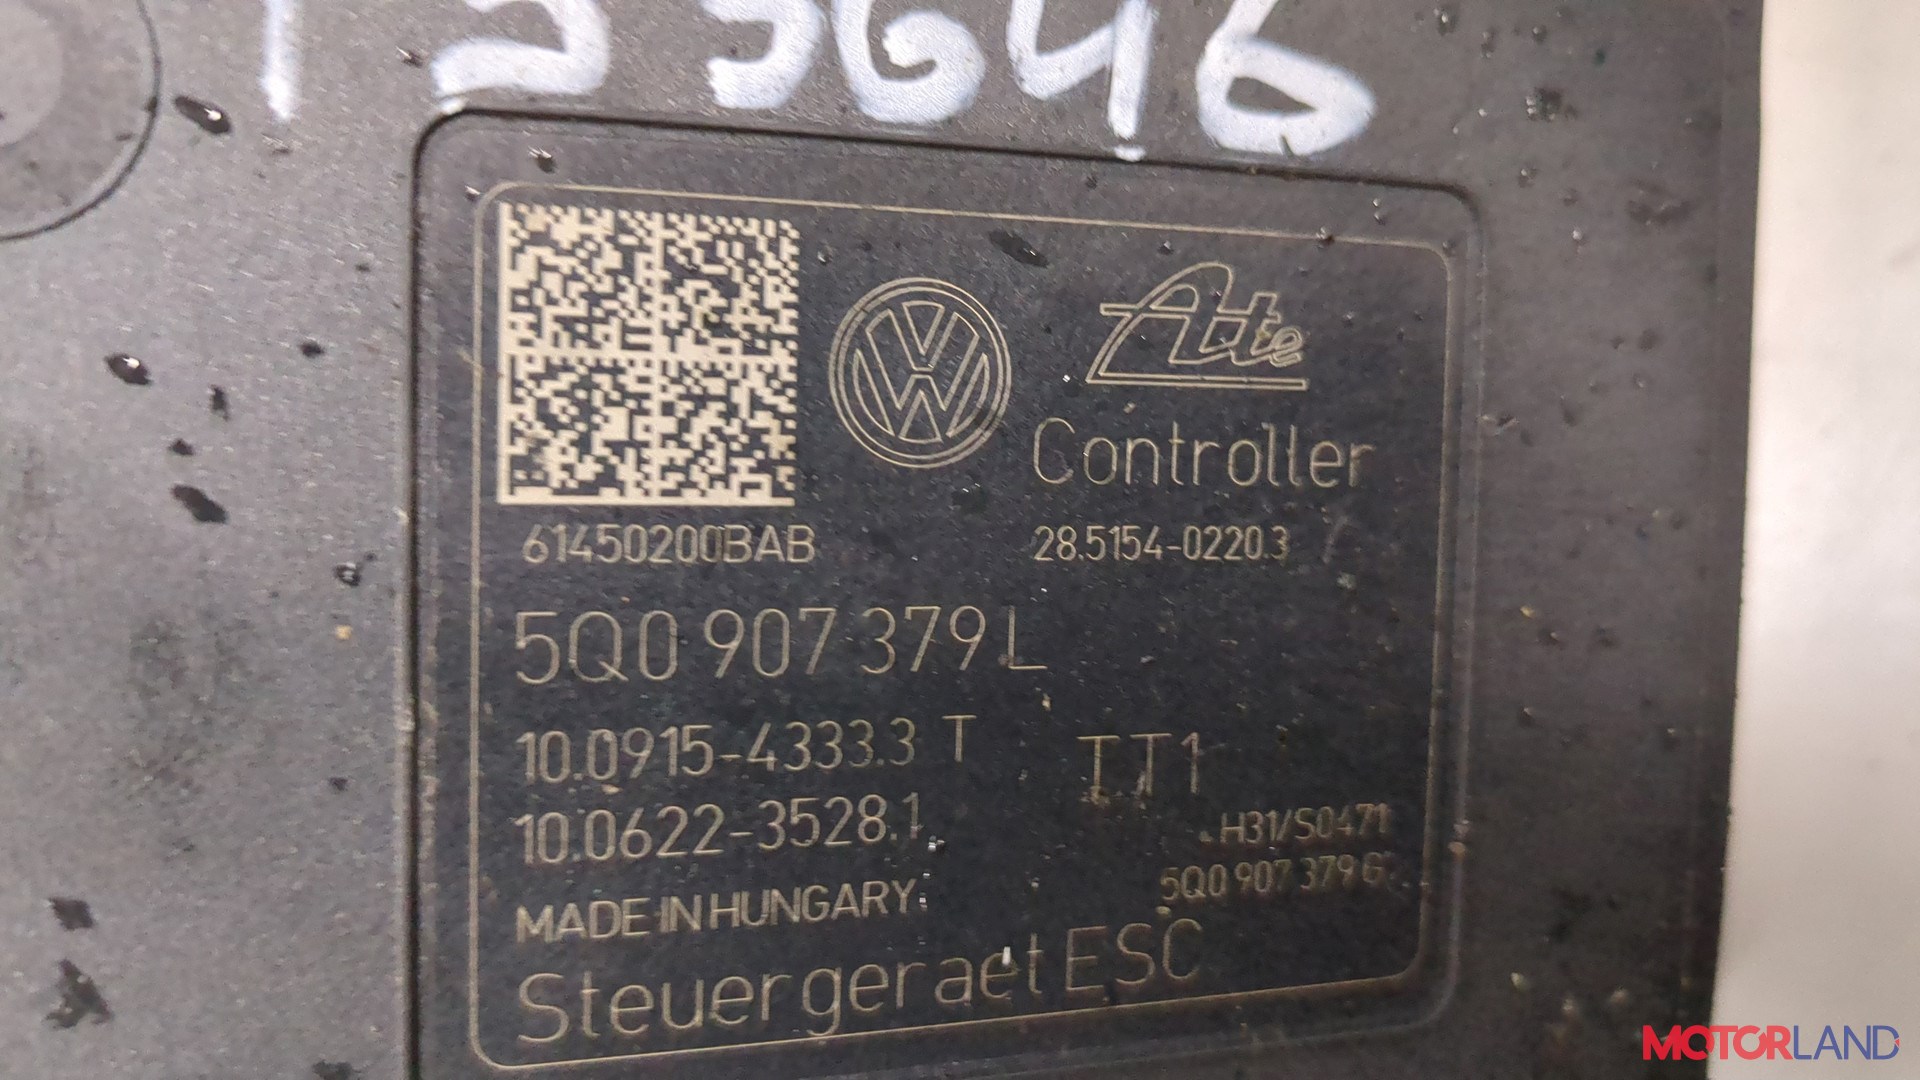 61450200BAB
Ate
Controller
28.5154-0220.3
5Q0 907 379 L
10.0915-4333.3 T
TT1
10.0622-3528.1
H31/S0471
5Q0 907 379 G
MADE IN HUNGARY
Steuergeraet ESC
MOTORLAND